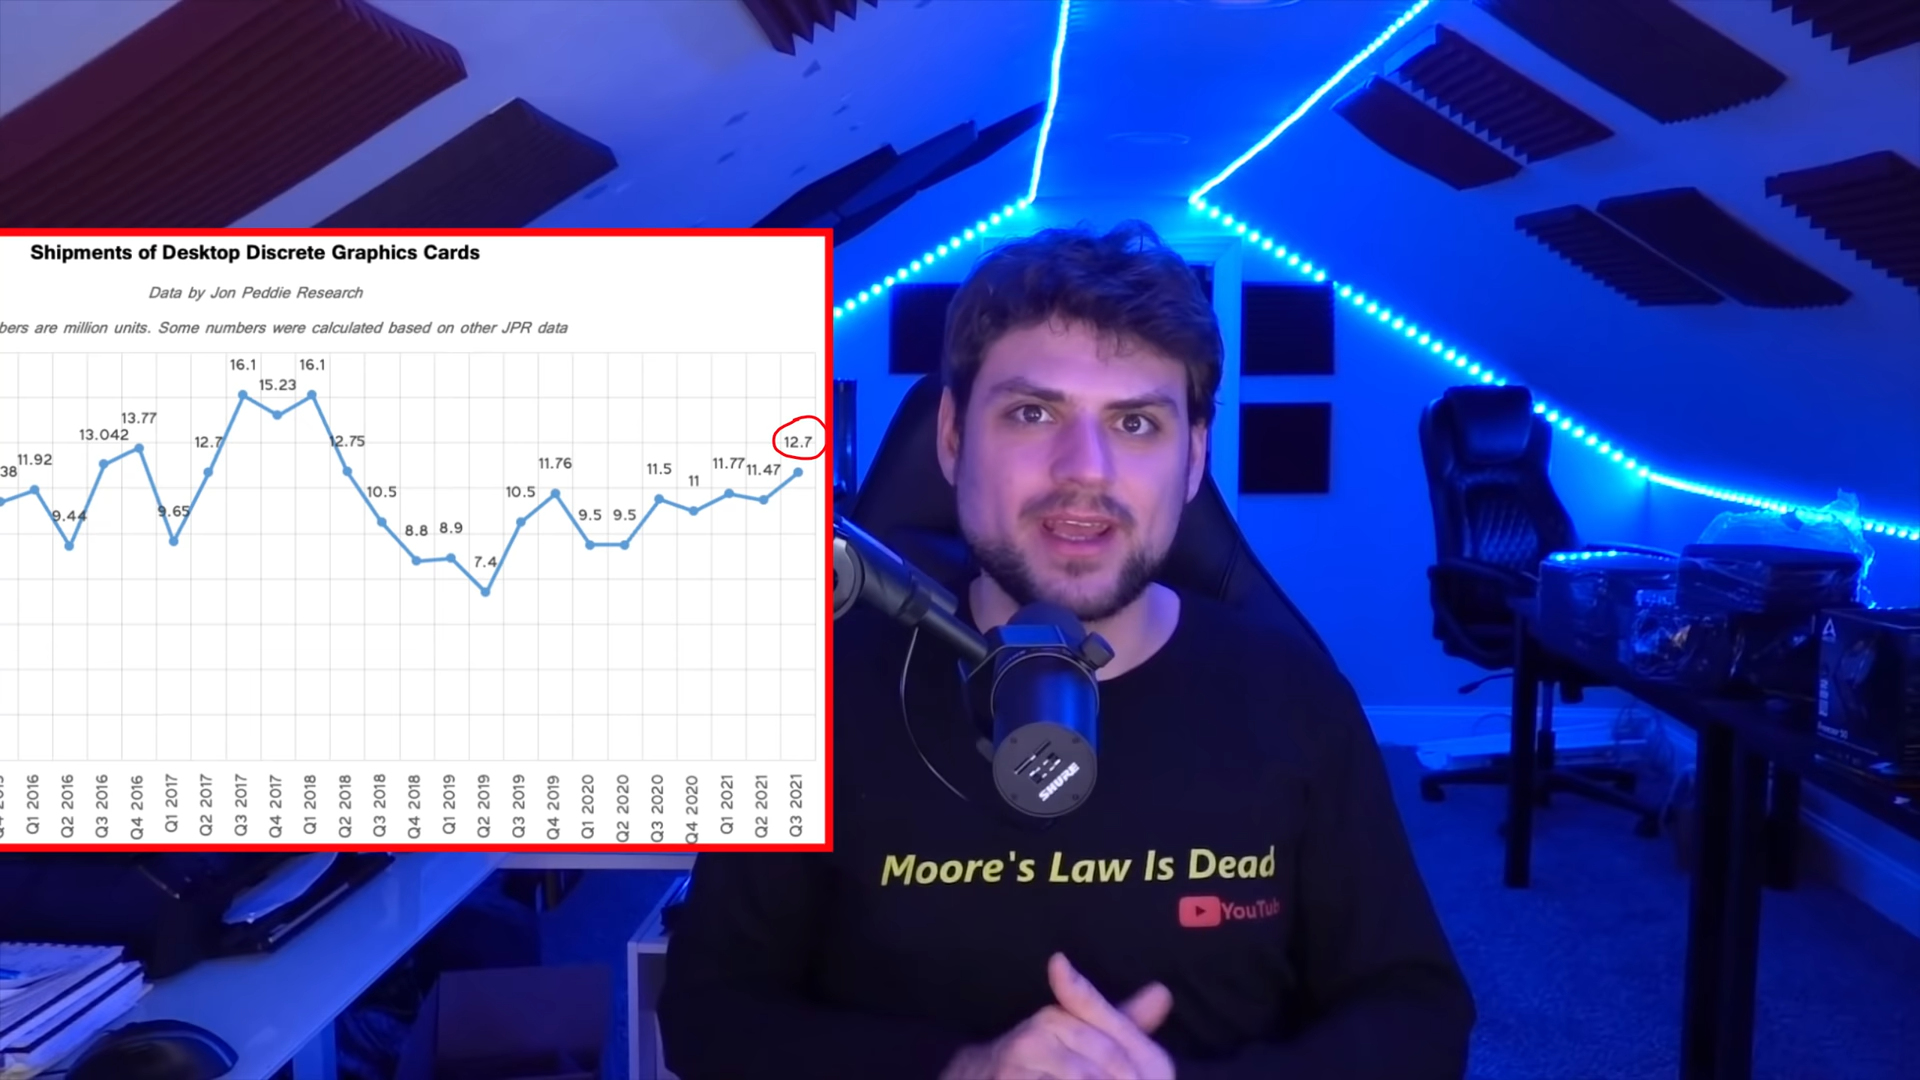 Shipments of Desktop Discrete Graphics Cards
Data by Jon Peddie Research
bers are million units. Some numbers were calculated based on other JPR data
38
11.92
9.44
13.042
13.77
9.65
12.7
16.1
15.23
16.1
12.75
10.5
8.8
8.9
7.4
10.5
11.76
9.5
9.5
11.5
11
11.77
11.47
12.7
Q1 2016
Q2 2016
Q3 2016
Q4 2016
Q1 2017
Q2 2017
Q3 2017
Q4 2017
Q1 2018
Q2 2018
Q3 2018
Q4 2018
Q1 2019
Q2 2019
Q3 2019
Q4 2019
Q1 2020
Q2 2020
Q3 2020
Q4 2020
Q1 2021
Q2 2021
Q3 2021
SHURE
Moore's Law Is Dead
YouTub